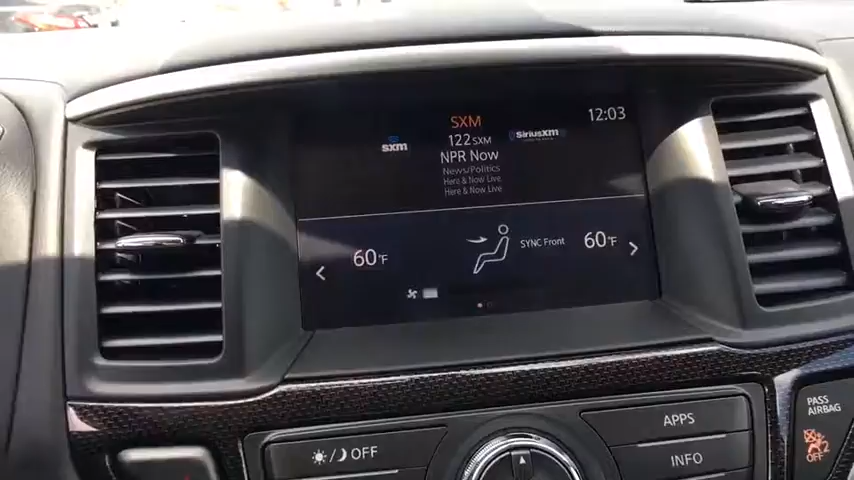 SXM
12:03
122 SXM
sxm
SiriusXM
NPR Now
News/Politics
Here & Now Live
Here & Now Live
60°F
SYNC Front
60°F
APPS
PASS AIRBAG
OFF
INFO
OFF 2